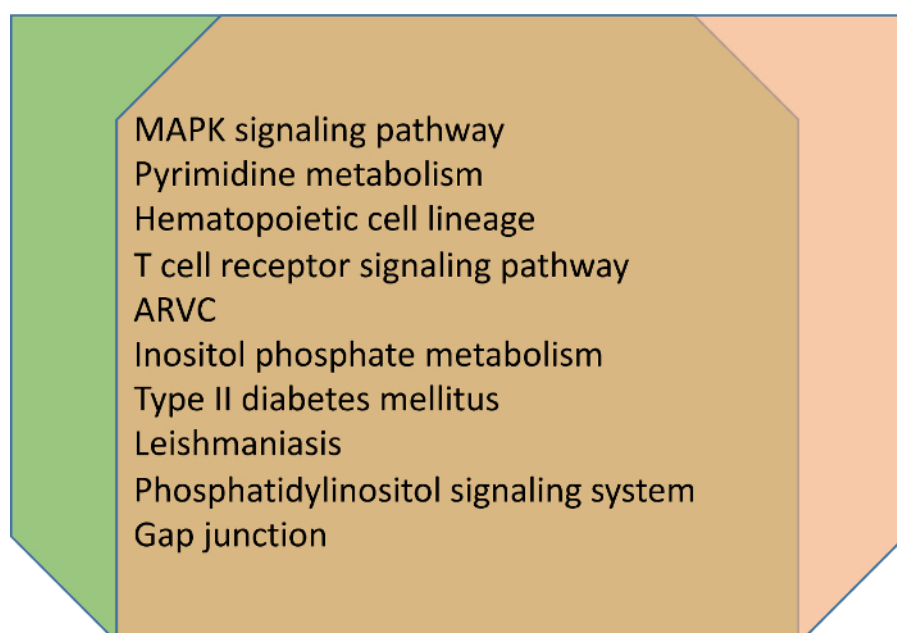 MAPK signaling pathway
Pyrimidine metabolism
Hematopoietic cell lineage
T cell receptor signaling pathway
ARVC
Inositol phosphate metabolism
Type II diabetes mellitus
Leishmaniasis
Phosphatidylinositol signaling system
Gap junction